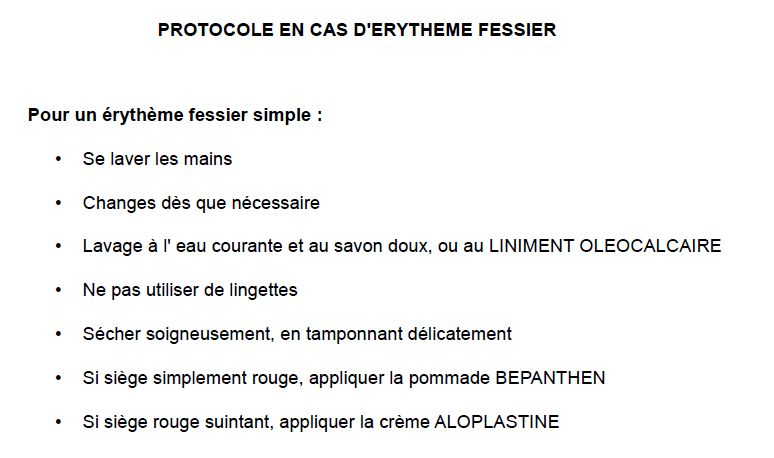 PROTOCOLE EN CAS D'ERYTHEME FESSIER
Pour un érythème fessier simple :
• Se laver les mains
• Changes dès que nécessaire
• Lavage à l' eau courante et au savon doux, ou au LINIMENT OLEOCALCAIRE
• Ne pas utiliser de lingettes
• Sécher soigneusement, en tamponnant délicatement
• Si siège simplement rouge, appliquer la pommade BEPANTHEN
• Si siège rouge suintant, appliquer la crème ALOPLASTINE